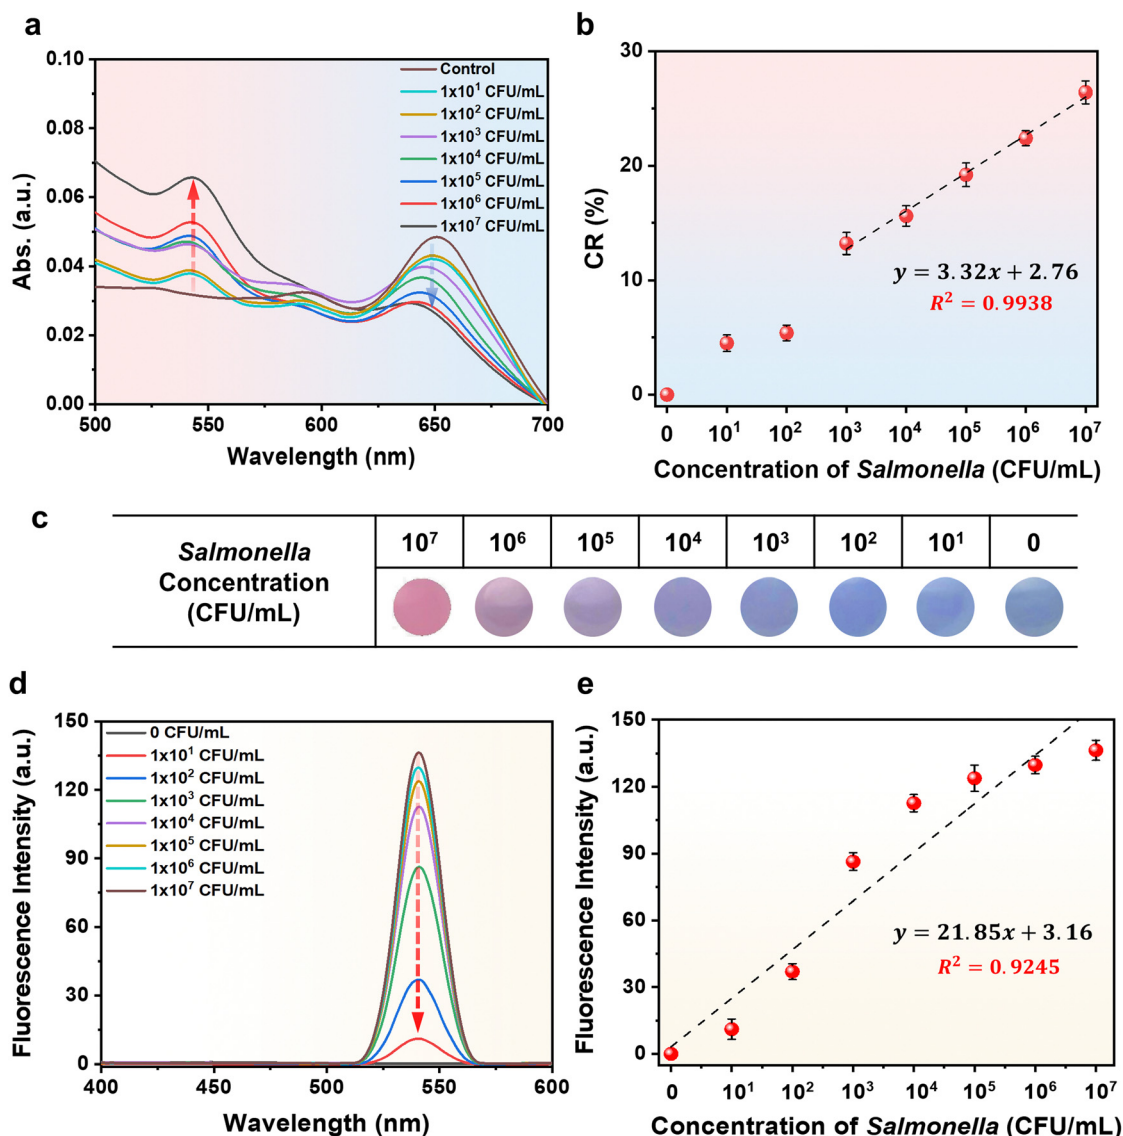 a
0.10
0.08
0.06
0.04
0.02
0.00
Abs. (a.u.)
500
550
600
650
700
Wavelength (nm)
Control
1x10¹ CFU/mL
1x10² CFU/mL
1x10³ CFU/mL
1x10⁴ CFU/mL
1x10⁵ CFU/mL
1x10⁶ CFU/mL
1x10⁷ CFU/mL
b
30
20
10
0
CR (%)
y = 3.32x + 2.76
R² = 0.9938
0
10¹
10²
10³
10⁴
10⁵
10⁶
10⁷
Concentration of Salmonella (CFU/mL)
c
Salmonella
Concentration
(CFU/mL)
10⁷
10⁶
10⁵
10⁴
10³
10²
10¹
0
d
150
120
90
60
30
0
Fluorescence Intensity (a.u.)
400
450
500
550
600
Wavelength (nm)
0 CFU/mL
1x10¹ CFU/mL
1x10² CFU/mL
1x10³ CFU/mL
1x10⁴ CFU/mL
1x10⁵ CFU/mL
1x10⁶ CFU/mL
1x10⁷ CFU/mL
e
150
120
90
60
30
0
Fluorescence Intensity (a.u.)
y = 21.85x + 3.16
R² = 0.9245
0
10¹
10²
10³
10⁴
10⁵
10⁶
10⁷
Concentration of Salmonella (CFU/mL)